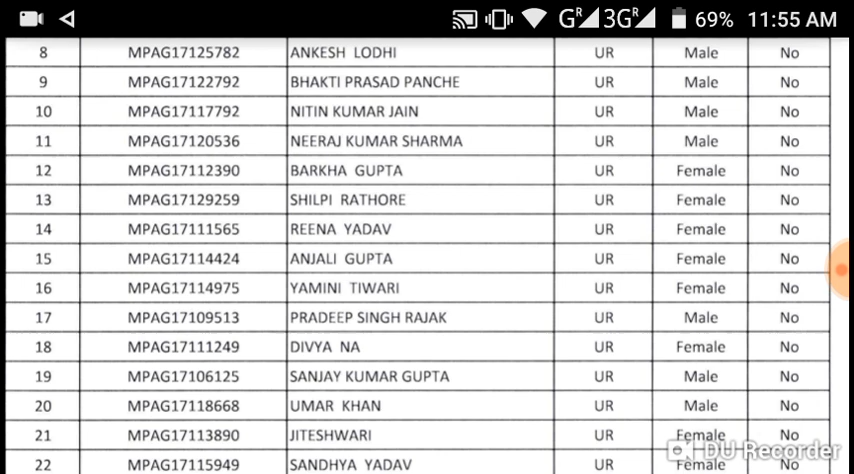 GR 3GR 69% 11:55 AM
8 MPAG17125782 ANKESH LODHI UR Male No
9 MPAG17122792 BHAKTI PRASAD PANCHE UR Male No
10 MPAG17117792 NITIN KUMAR JAIN UR Male No
11 MPAG17120536 NEERAJ KUMAR SHARMA UR Male No
12 MPAG17112390 BARKHA GUPTA UR Female No
13 MPAG17129259 SHILPI RATHORE UR Female No
14 MPAG17111565 REENA YADAV UR Female No
15 MPAG17114424 ANJALI GUPTA UR Female No
16 MPAG17114975 YAMINI TIWARI UR Female No
17 MPAG17109513 PRADEEP SINGH RAJAK UR Male No
18 MPAG17111249 DIVYA NA UR Female No
19 MPAG17106125 SANJAY KUMAR GUPTA UR Male No
20 MPAG17118668 UMAR KHAN UR Male No
21 MPAG17113890 JITESHWARI UR Female No
DU Recorder
22 MPAG17115949 SANDHYA YADAV UR Female No